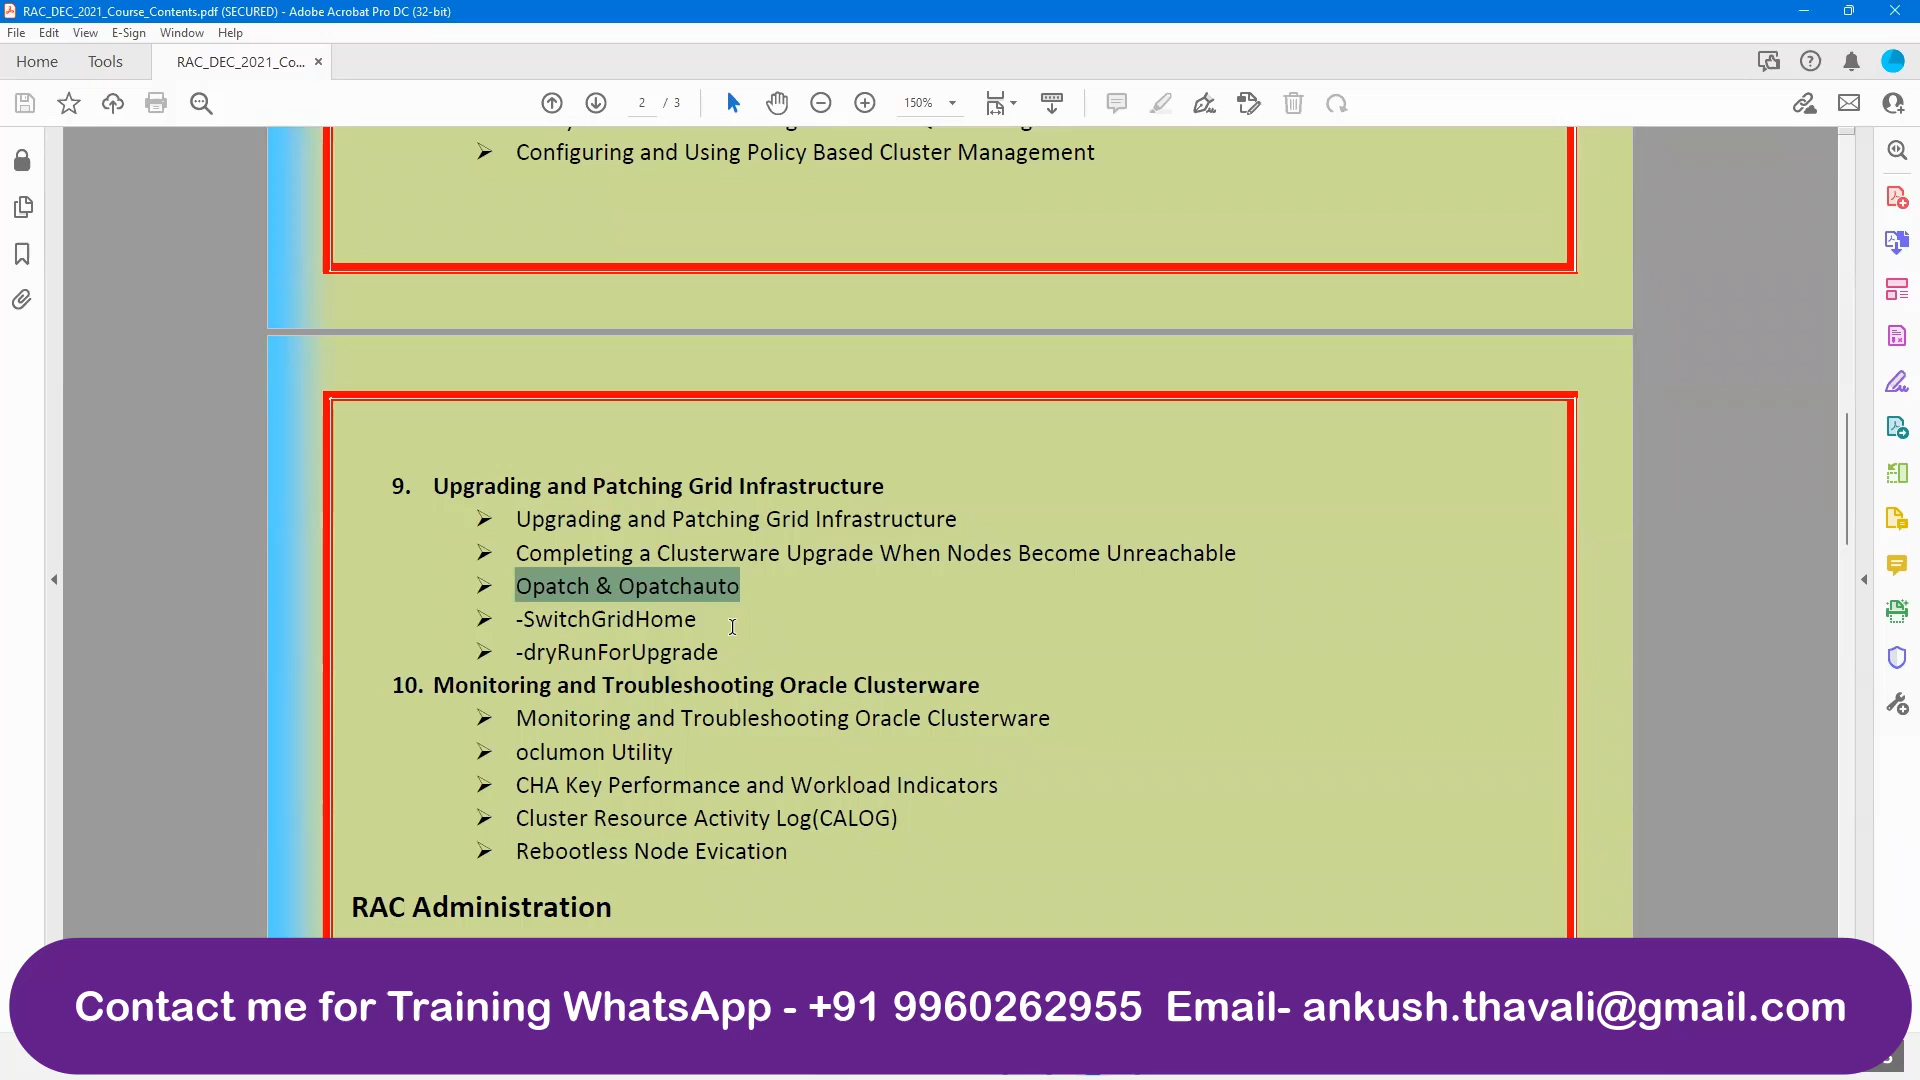 RAC_DEC_2021_Course_Contents.pdf (SECURED) - Adobe Acrobat Pro DC (32-bit)
File Edit View E-Sign Window Help
Home Tools RAC_DEC_2021_Co... ×
2 / 3 150%
➢ Configuring and Using Policy Based Cluster Management
9. Upgrading and Patching Grid Infrastructure
➢ Upgrading and Patching Grid Infrastructure
➢ Completing a Clusterware Upgrade When Nodes Become Unreachable
➢ Opatch & Opatchauto
➢ -SwitchGridHome
➢ -dryRunForUpgrade
10. Monitoring and Troubleshooting Oracle Clusterware
➢ Monitoring and Troubleshooting Oracle Clusterware
➢ oclumon Utility
➢ CHA Key Performance and Workload Indicators
➢ Cluster Resource Activity Log(CALOG)
➢ Rebootless Node Evication
RAC Administration
Contact me for Training WhatsApp - +91 9960262955 Email- ankush.thavali@gmail.com